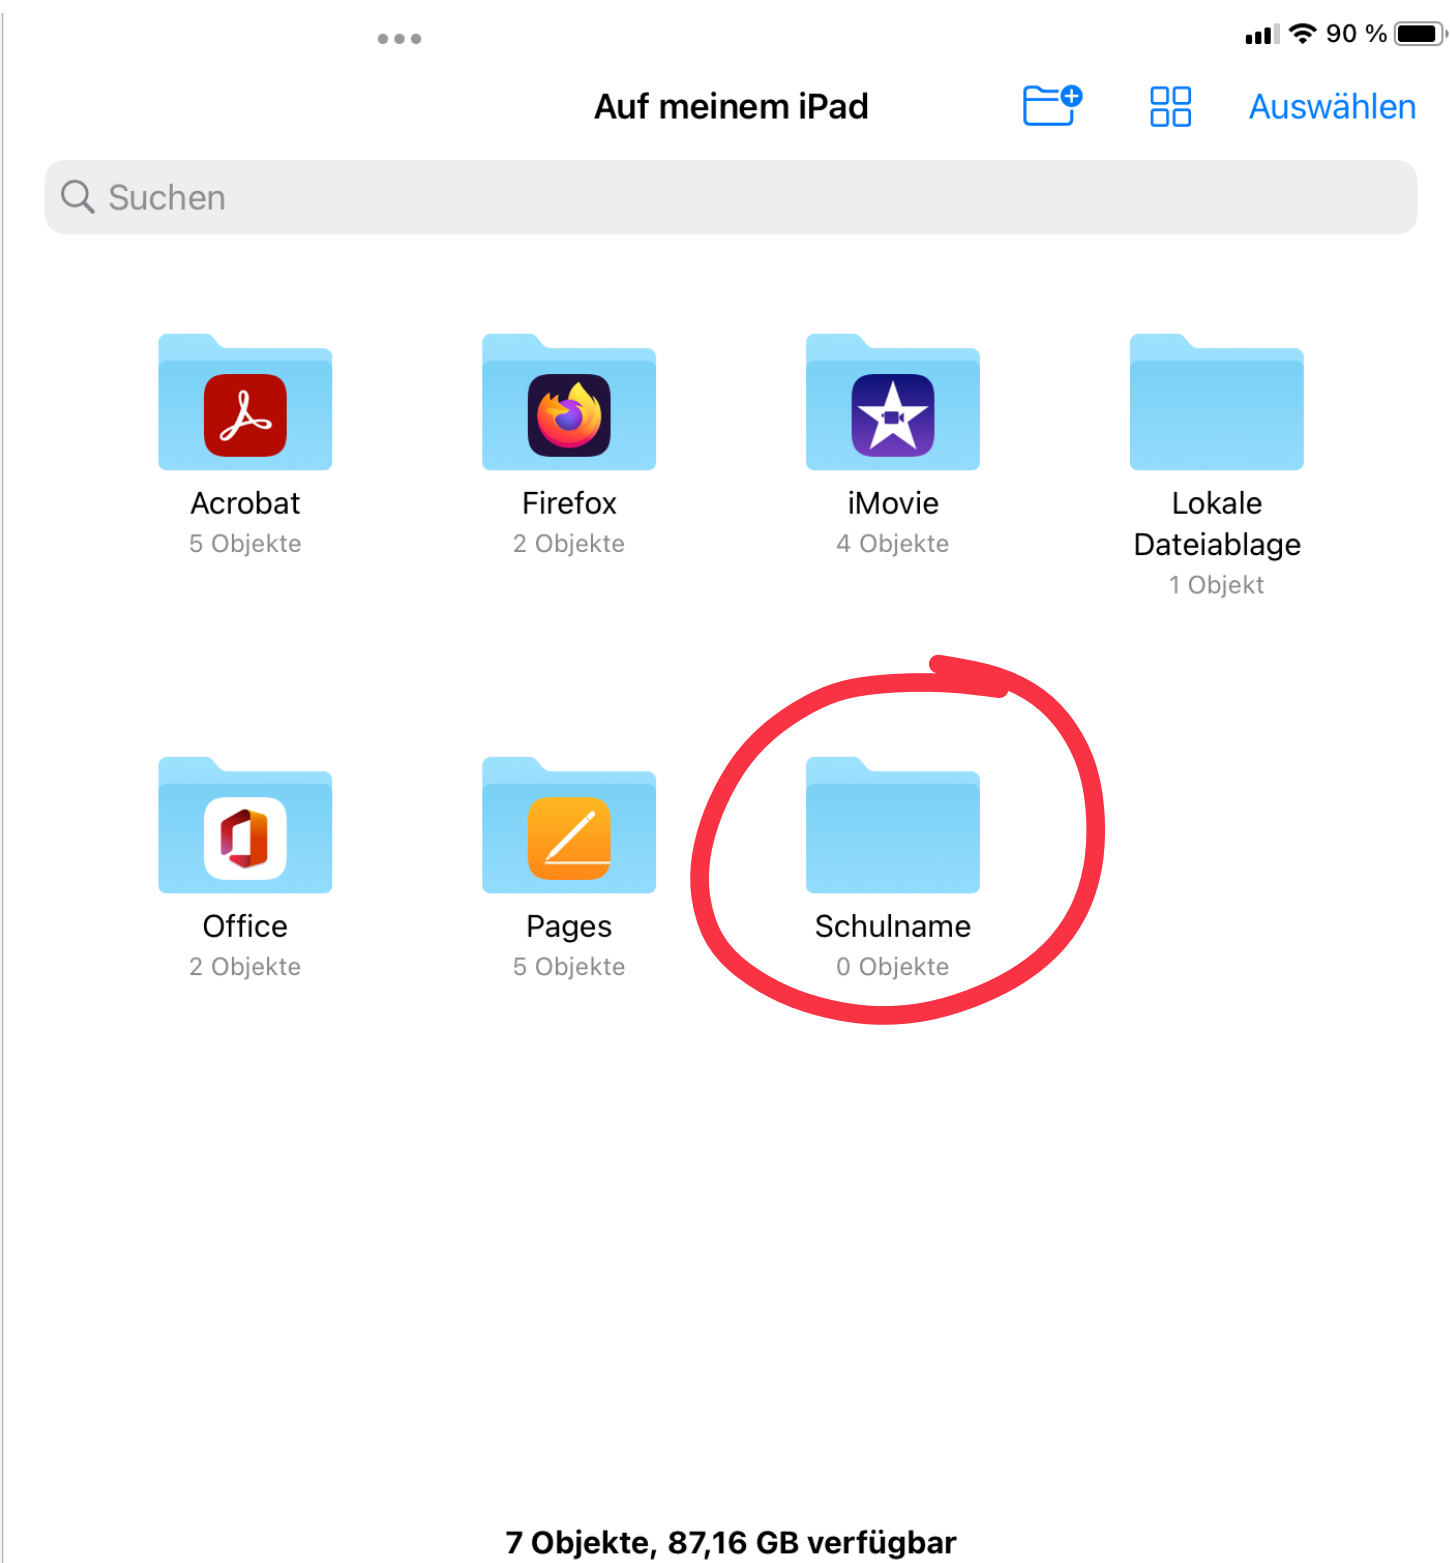 90 %
Auf meinem iPad
Auswählen
Suchen
Acrobat
5 Objekte
Firefox
2 Objekte
iMovie
4 Objekte
Lokale
Dateiablage
1 Objekt
Office
2 Objekte
Pages
5 Objekte
Schulname
0 Objekte
7 Objekte, 87,16 GB verfügbar